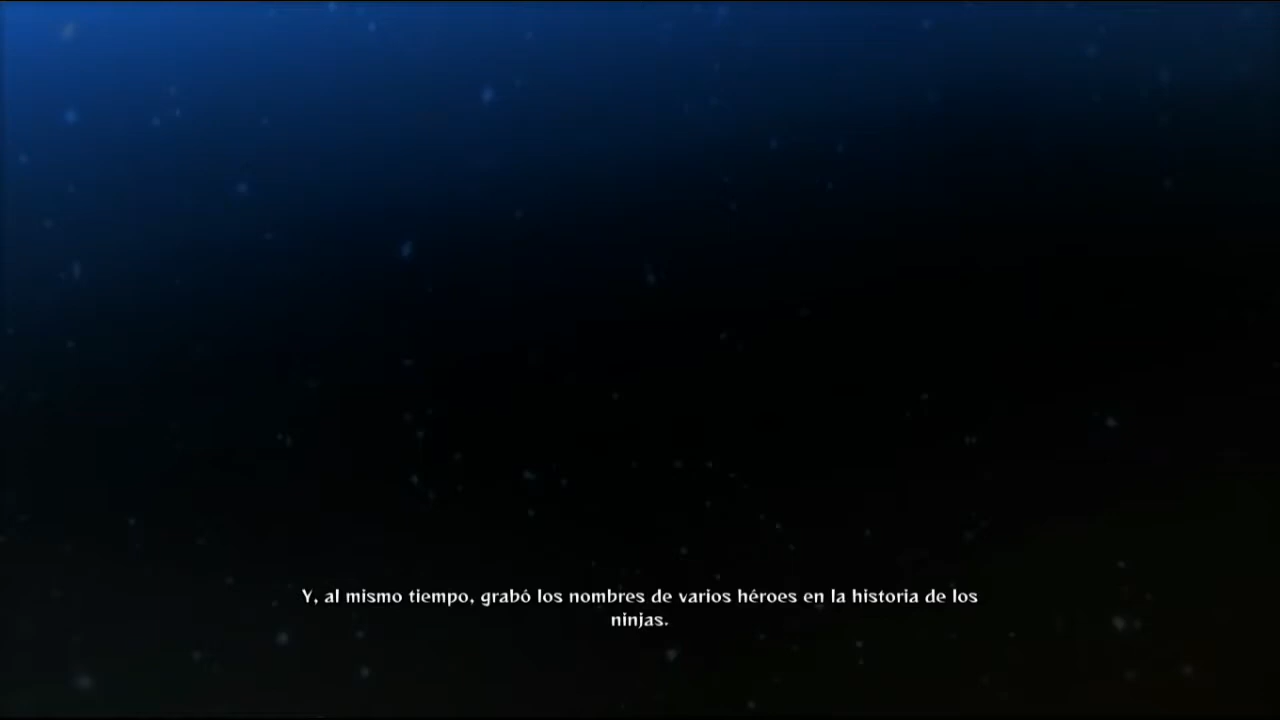 Y, al mismo tiempo, grabó los nombres de varios héroes en la historia de los
ninjas.